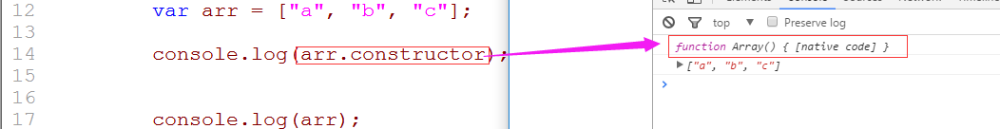 12 var arr = ["a", "b", "c"];
13
14 console.log(arr.constructor);
15
16
17 console.log(arr);
top ▼ Preserve log
function Array() { [native code] }
▶ ["a", "b", "c"]
>